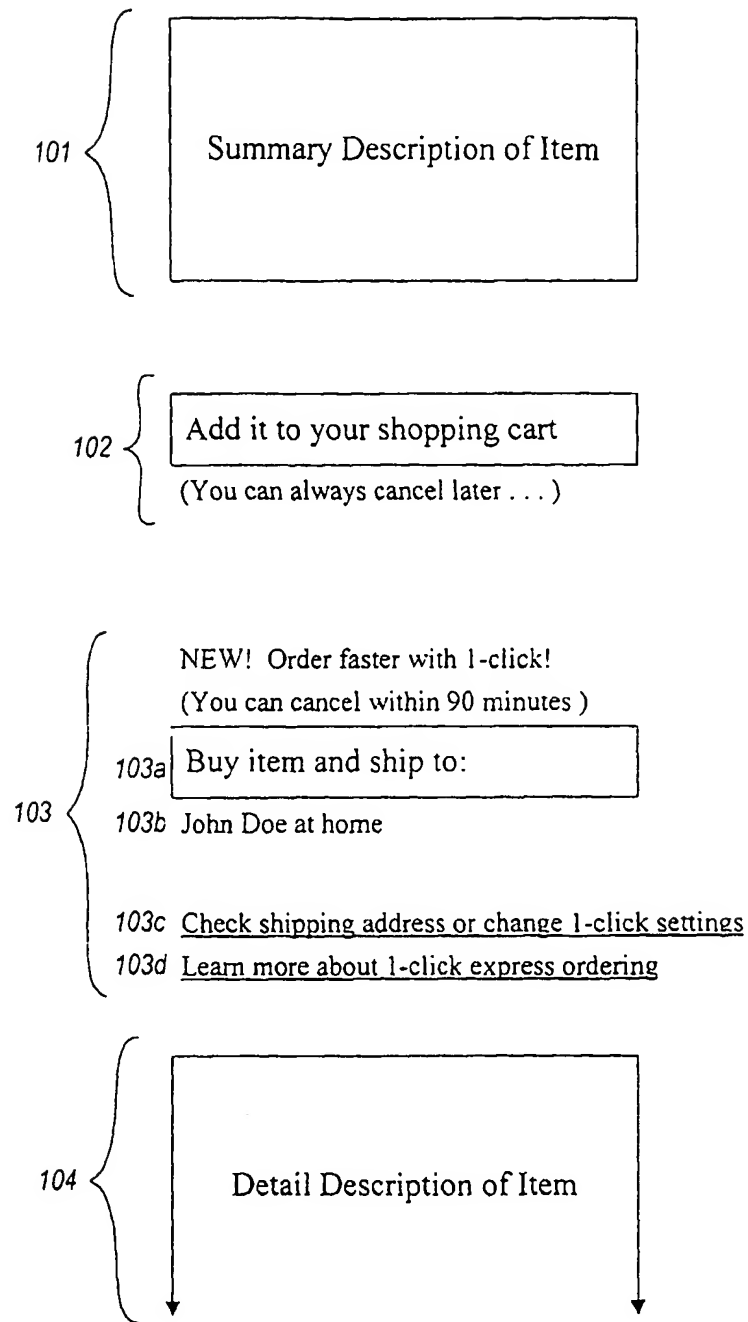 101 Summary Description of Item
102 Add it to your shopping cart
(You can always cancel later . . . )
NEW! Order faster with 1-click!
(You can cancel within 90 minutes )
103a Buy item and ship to:
103
103b John Doe at home
103c Check shipping address or change 1-click settings
103d Learn more about 1-click express ordering
104 Detail Description of Item